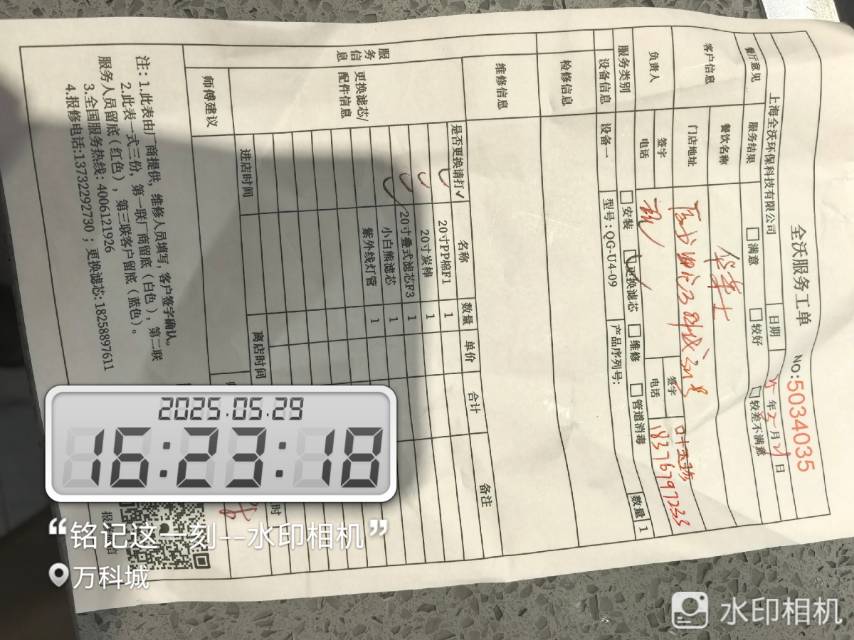 全沃服务工单
NO:5034035
上海全沃环保科技有限公司
日期 年 月 日
餐厅意见 服务结果 满意 较好 较差不满意
客户信息 餐饮名称 华莱士
门店地址
负责人 签字 签字
电话 电话 18376797233
服务类别 安装 更换滤芯 维修 管道消毒
设备信息 设备一 型号:QG-U4-09 产品序列号: 数量 1
检修信息
维修信息
服务信息
更换滤芯/配件信息
是否更换请打✓ 名称 数量 单价 合计 备注
✓ 20寸PP棉F1 1
✓ 20寸炭棒 1
✓ 20寸叠式滤芯F3 1
✓ 小白熊滤芯 1
紫外线灯管 1
师傅建议
进店时间 离店时间
注:1.此表由厂商提供,维修人员填写,客户签字确认。
2.此表一式三份,第一联厂商留底(白色),第二联
服务人员留底(红色),第三联客户留底(蓝色)。
3.全国服务热线:4006121926
4.报修电话:13732292730;更换滤芯:18258897611
2025.05.29
16:23:18
“铭记这一刻--水印相机”
万科城
水印相机